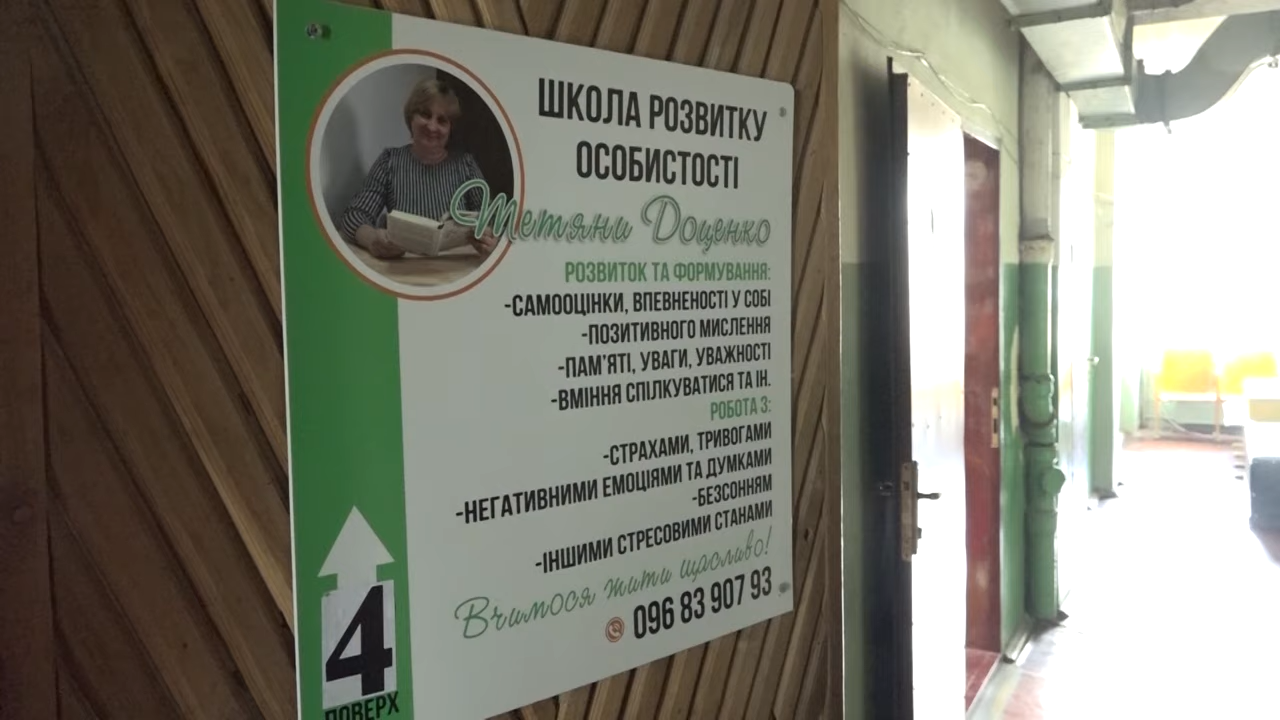 ШКОЛА РОЗВИТКУ
ОСОБИСТОСТІ
Тетяни Доценко
РОЗВИТОК ТА ФОРМУВАННЯ:
-САМООЦІНКИ, ВПЕВНЕНОСТІ У СОБІ
-ПОЗИТИВНОГО МИСЛЕННЯ
-ПАМ'ЯТІ, УВАГИ, УВАЖНОСТІ
-ВМІННЯ СПІЛКУВАТИСЯ ТА ІН.
РОБОТА З:
-СТРАХАМИ, ТРИВОГАМИ
-НЕГАТИВНИМИ ЕМОЦІЯМИ ТА ДУМКАМИ
-БЕЗСОННЯМ
-ІНШИМИ СТРЕСОВИМИ СТАНАМИ
Вчимося жити щасливо!
096 83 907 93
4
ПОВЕРХ